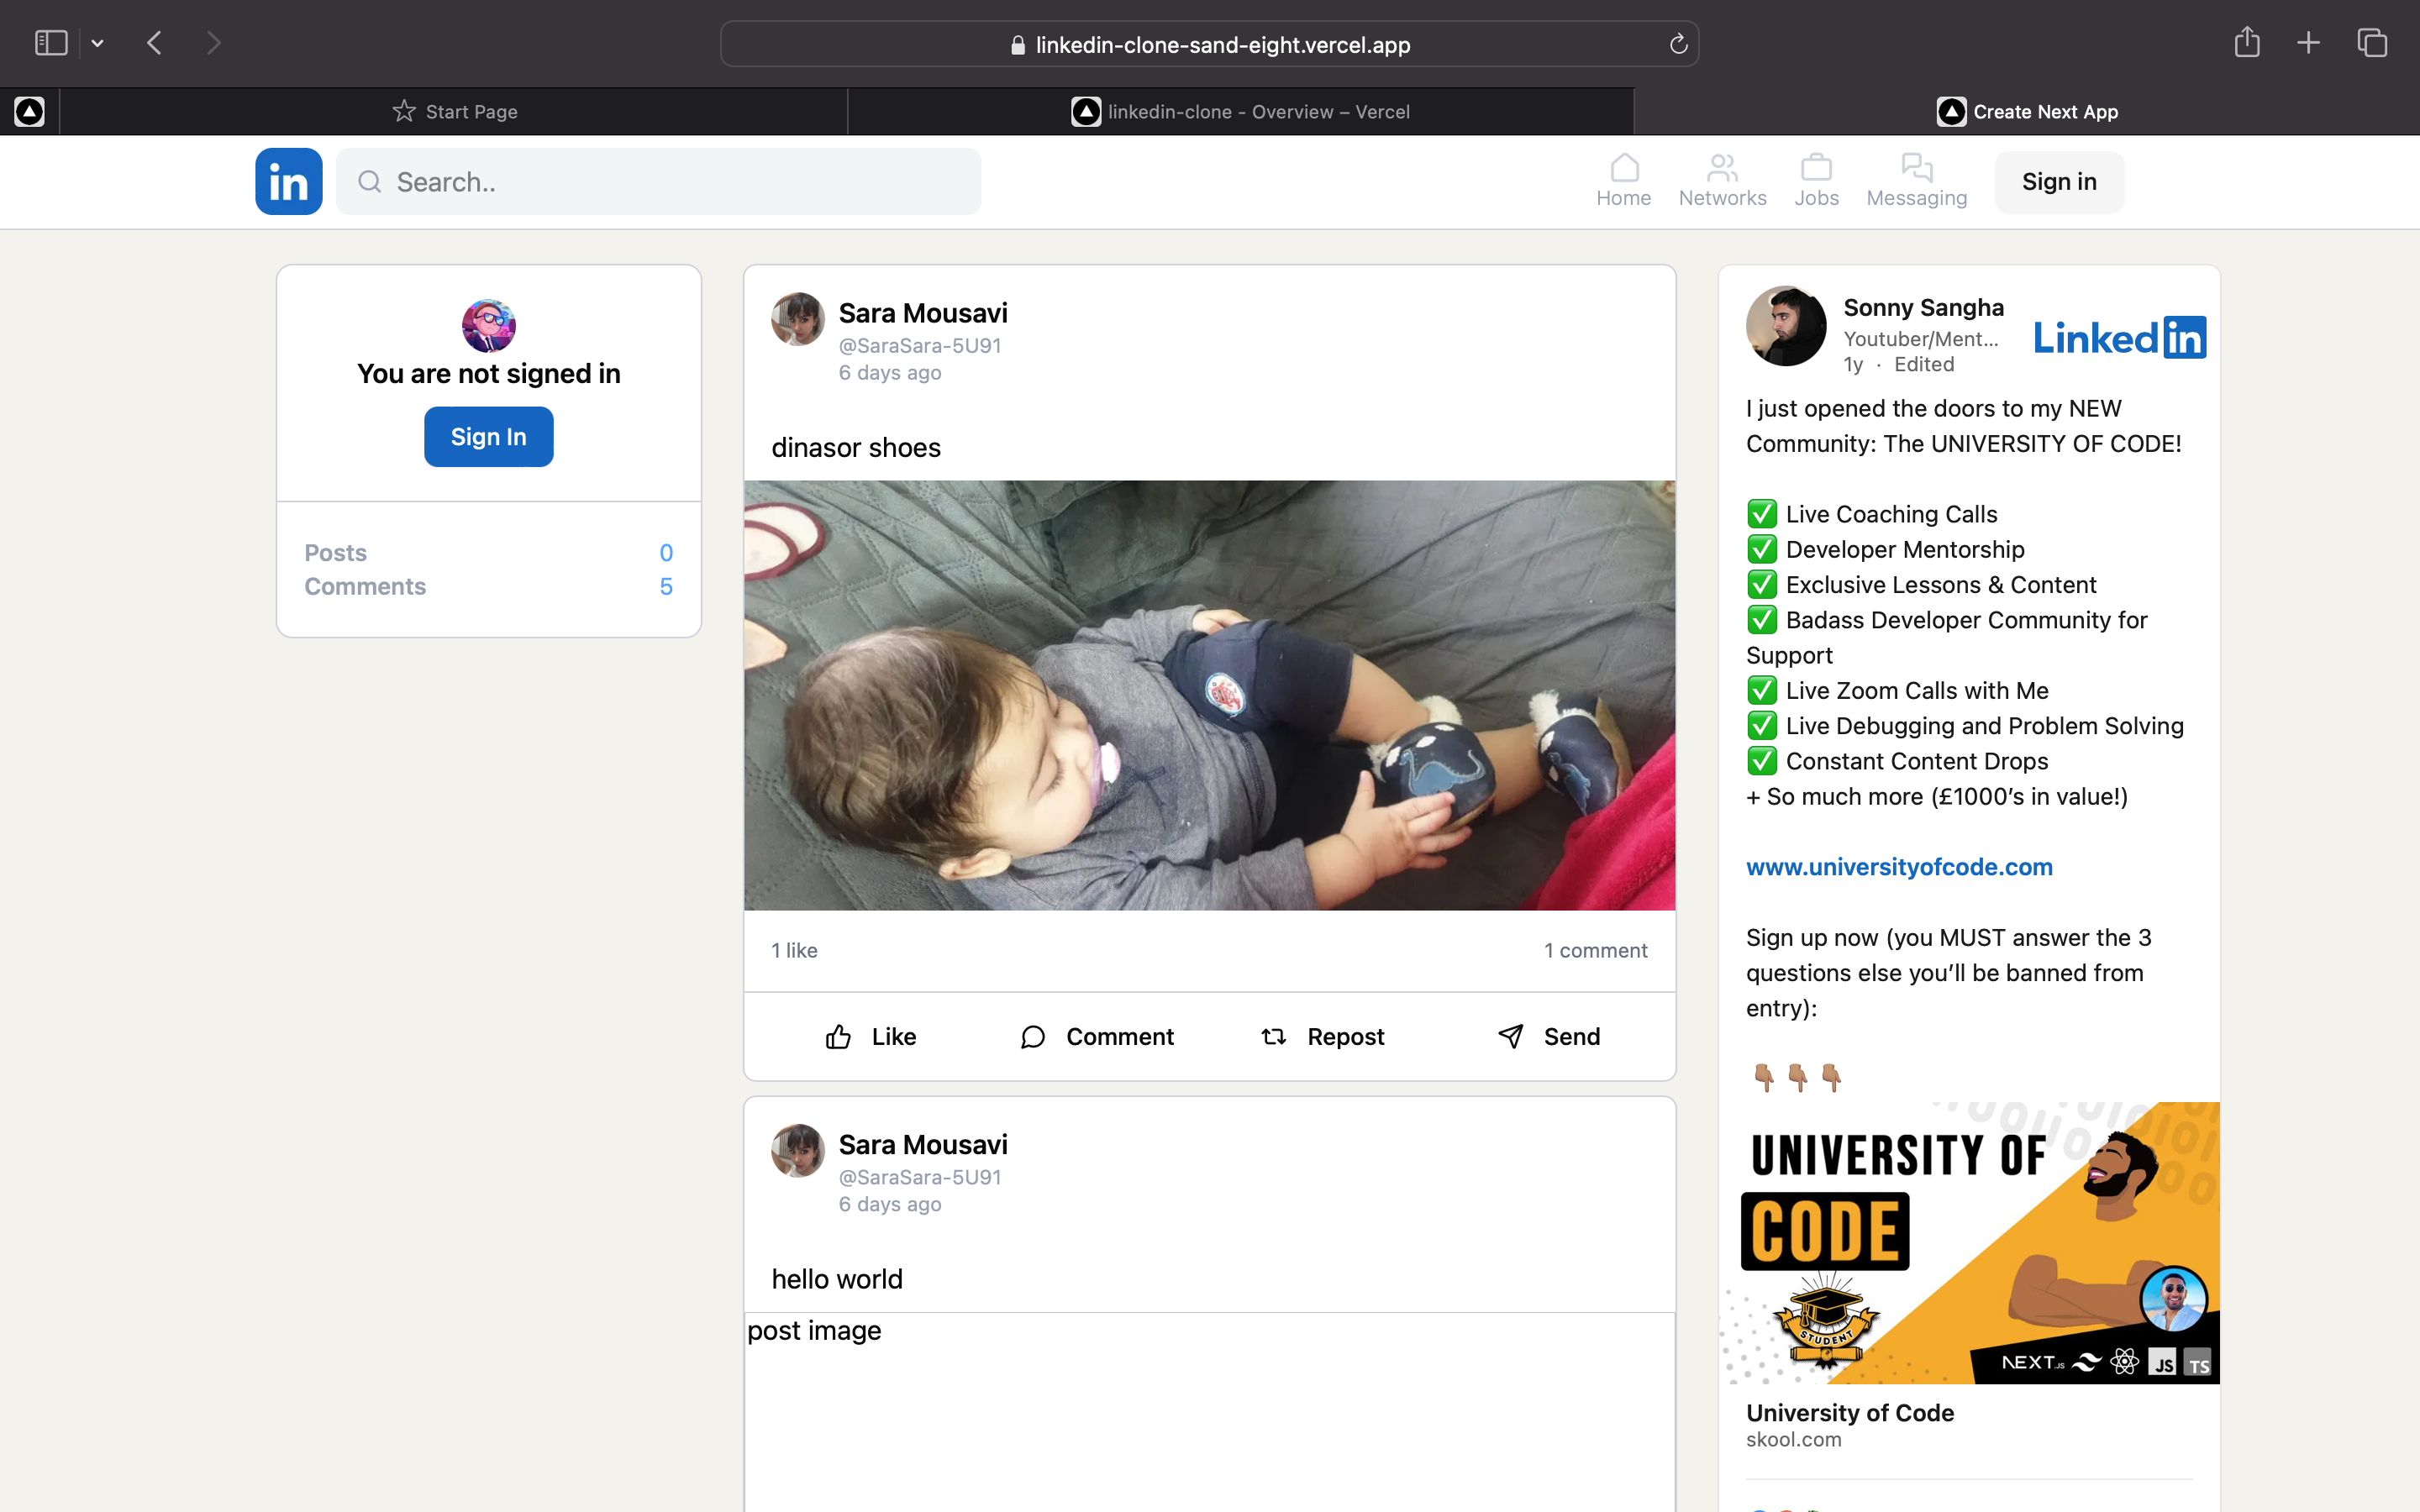 linkedin-clone-sand-eight.vercel.app
Start Page
linkedin-clone - Overview – Vercel
Create Next App
in
Search..
Home
Networks
Jobs
Messaging
Sign in
You are not signed in
Sign In
Posts 0
Comments 5
Sara Mousavi
@SaraSara-5U91
6 days ago
dinasor shoes
1 like
1 comment
Like
Comment
Repost
Send
Sara Mousavi
@SaraSara-5U91
6 days ago
hello world
post image
Sonny Sangha
Youtuber/Ment...
1y · Edited
Linkedin
I just opened the doors to my NEW
Community: The UNIVERSITY OF CODE!
✅ Live Coaching Calls
✅ Developer Mentorship
✅ Exclusive Lessons & Content
✅ Badass Developer Community for
Support
✅ Live Zoom Calls with Me
✅ Live Debugging and Problem Solving
✅ Constant Content Drops
+ So much more (£1000’s in value!)
www.universityofcode.com
Sign up now (you MUST answer the 3
questions else you’ll be banned from
entry):
👇🏽👇🏽👇🏽
UNIVERSITY OF
CODE
STUDENT
NEXT.JS
JS
TS
University of Code
skool.com